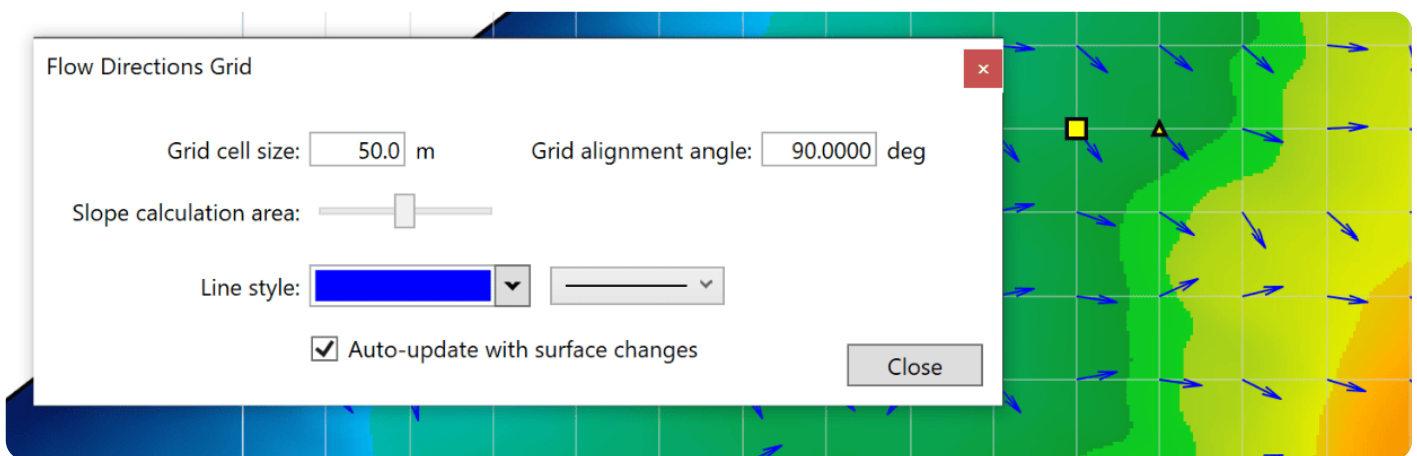 Flow Directions Grid
×
Grid cell size: 50.0 m Grid alignment angle: 90.0000 deg
Slope calculation area:
Line style:
Auto-update with surface changes
Close